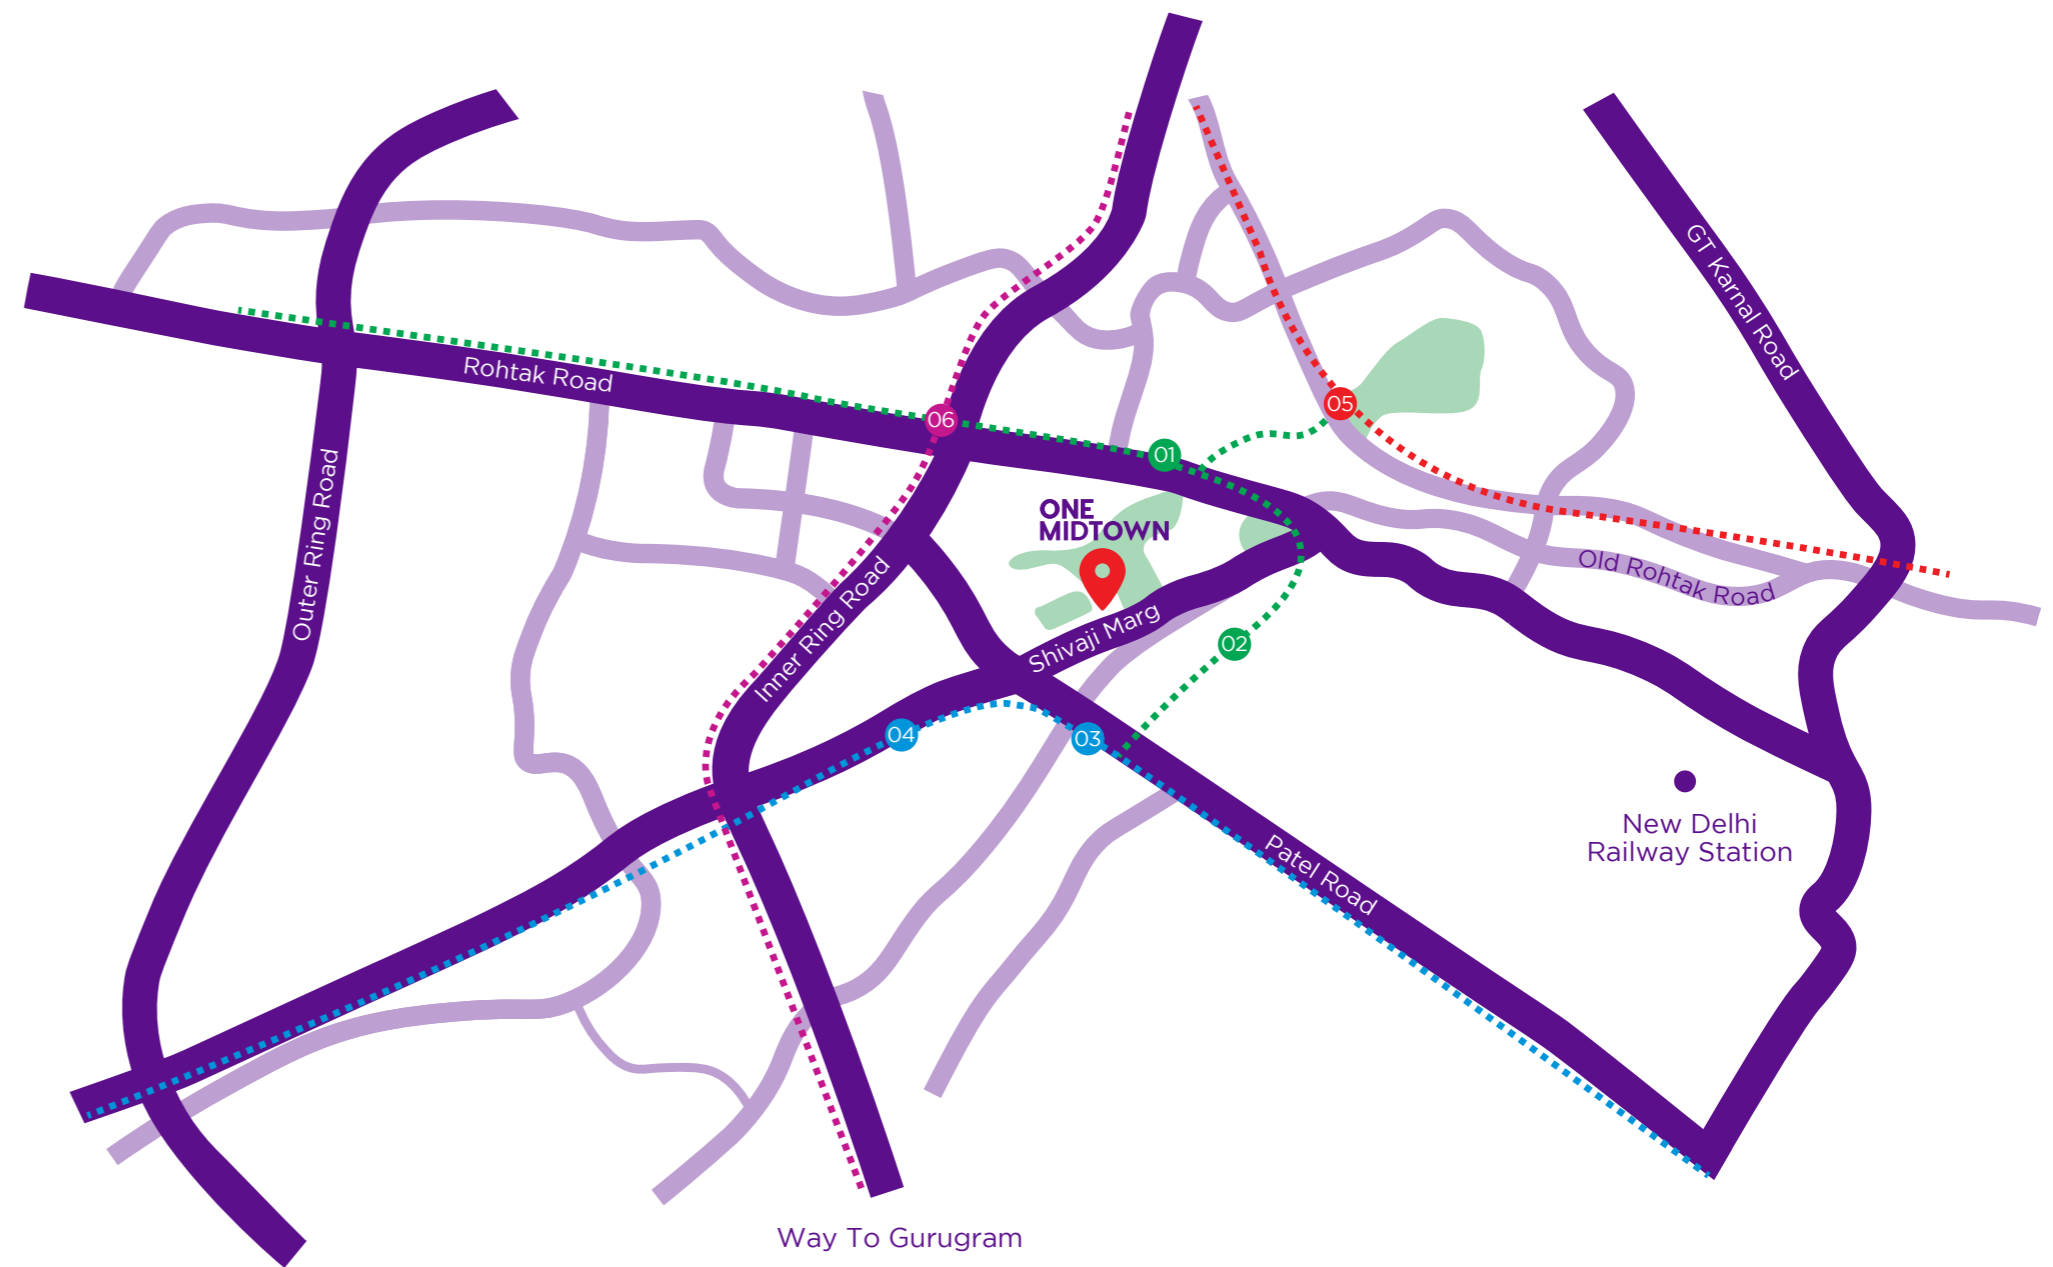 GT Karnal Road
Rohtak Road
05
06
01
Outer Ring Road
ONE
MIDTOWN
Old Rohtak Road
Inner Ring Road
Shivaji Marg
02
04
03
New Delhi
Railway Station
Patel Road
Way To Gurugram